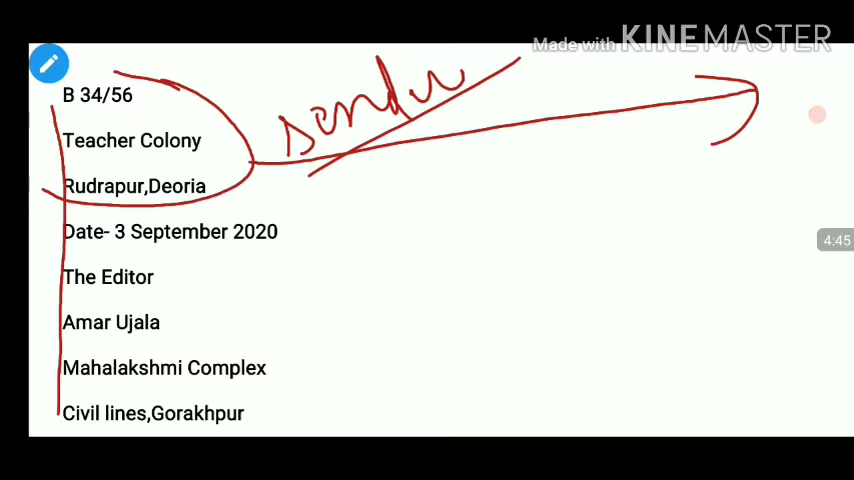 Made with KINEMASTER
B 34/56
sender
Teacher Colony
Rudrapur,Deoria
Date- 3 September 2020
4:45
The Editor
Amar Ujala
Mahalakshmi Complex
Civil lines,Gorakhpur